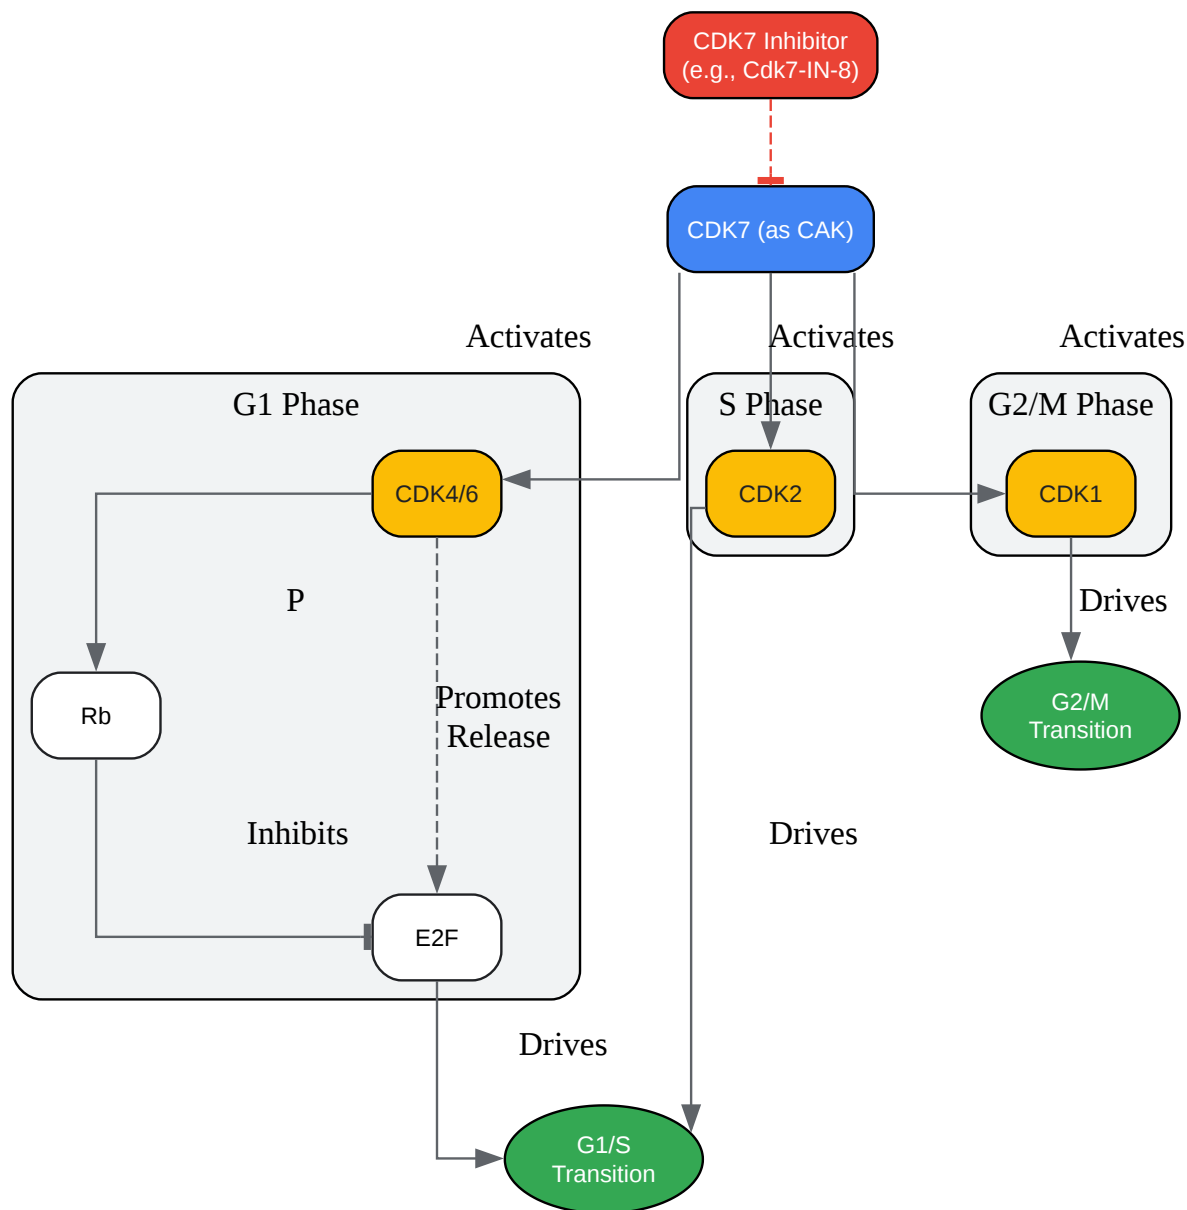 CDK7 Inhibitor
(e.g., Cdk7-IN-8)
CDK7 (as CAK)
Activates
Activates
Activates
G1 Phase
S Phase
G2/M Phase
CDK4/6
CDK2
CDK1
P
Drives
Rb
Promotes
Release
G2/M
Transition
Inhibits
Drives
E2F
Drives
G1/S
Transition